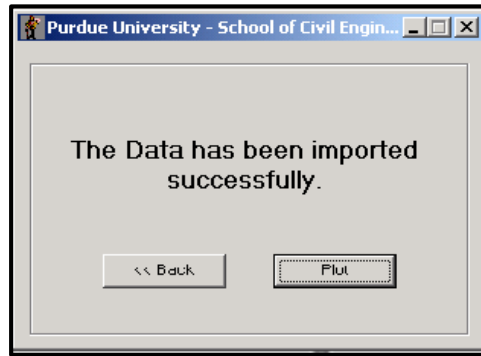 Purdue University - School of Civil Engin...
The Data has been imported
successfully.
<< Back
Plot